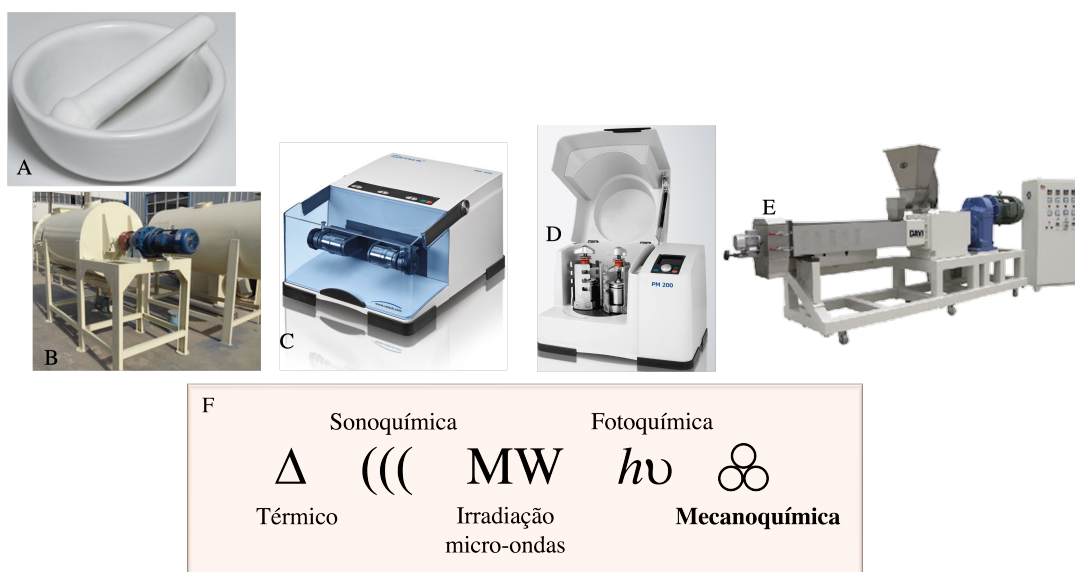 A
B
C
D
PM 200
E
DAYI
F
Sonoquímica
Fotoquímica
Δ
(((
MW
hυ
Térmico
Irradiação
micro-ondas
Mecanoquímica